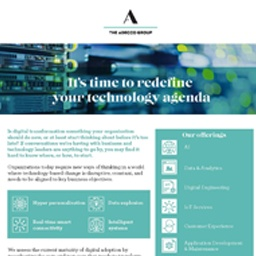 THE ADECCO GROUP
It's time to redefine
your technology agenda
Is digital transformation something your organisation
should do now, or at least start thinking about before it's too
late? If conversations we're having with business and
technology leaders are anything to go by, you may find it
hard to know where, or how, to start.
Organisations today require new ways of thinking in a world
where technology-based change is disruptive, constant, and
needs to be aligned to key business objectives.
Hyper personalisation
Data explosion
Real-time smart
connectivity
Intelligent
systems
We assess the current maturity of digital adoption by
Our offerings
AI
Data & Analytics
Digital Engineering
IoT Services
Customer Experience
Application Development
& Maintenance